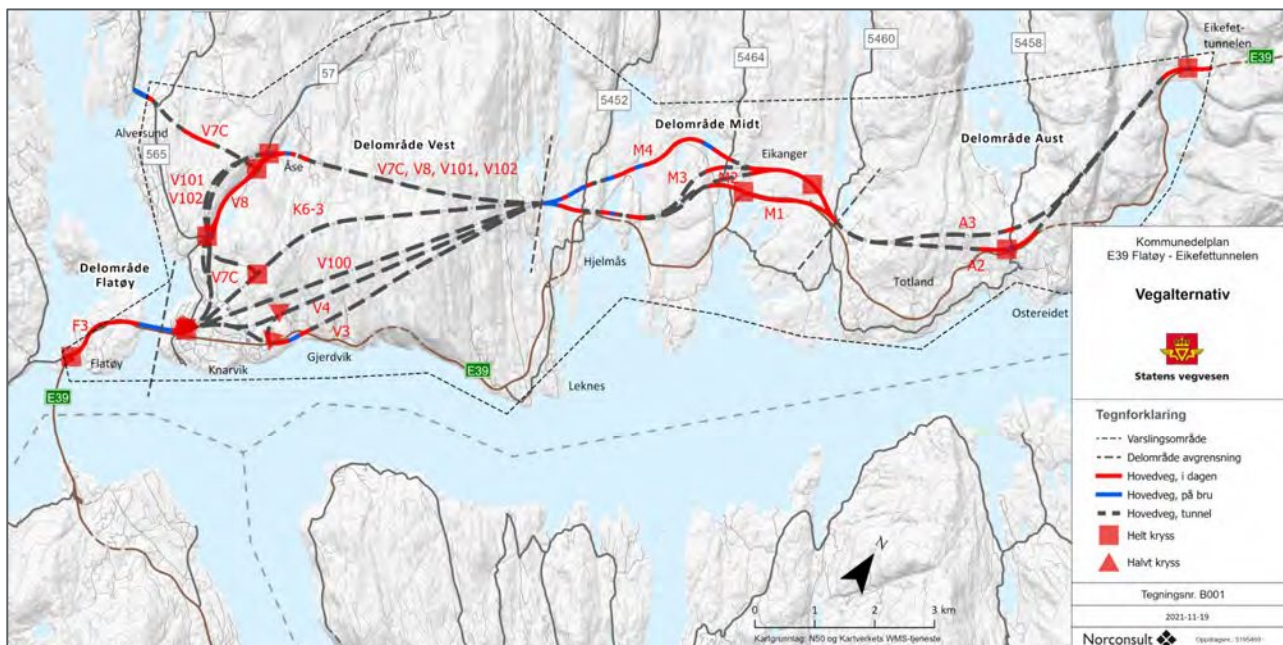 Eikefet-
tunnelen
E39
57
5452
5464
5460
5458
Delområde Midt
Delområde Aust
Delområde Vest
Alversund
V7C
565
Åse
V7C, V8, V101, V102
M4
Eikanger
V101
V102
V8
K6-3
M3
M2
M1
A3
A2
Hjelmås
Totland
Ostereidet
V7C
V100
Delområde
Flatøy
F3
V4
V3
Flatøy
Knarvik
Gjerdvik
E39
Leknes
E39
N
0 1 2 3 km
Kartgrunnlag: N50 og Kartverkets WMS-tjeneste
Kommunedelplan
E39 Flatøy - Eikefettunnelen
Vegalternativ
Statens vegvesen
Tegnforklaring
Varslingsområde
Delområde avgrensning
Hovedveg, i dagen
Hovedveg, på bru
Hovedveg, tunnel
Helt kryss
Halvt kryss
Tegningsnr. B001
2021-11-19
Norconsult